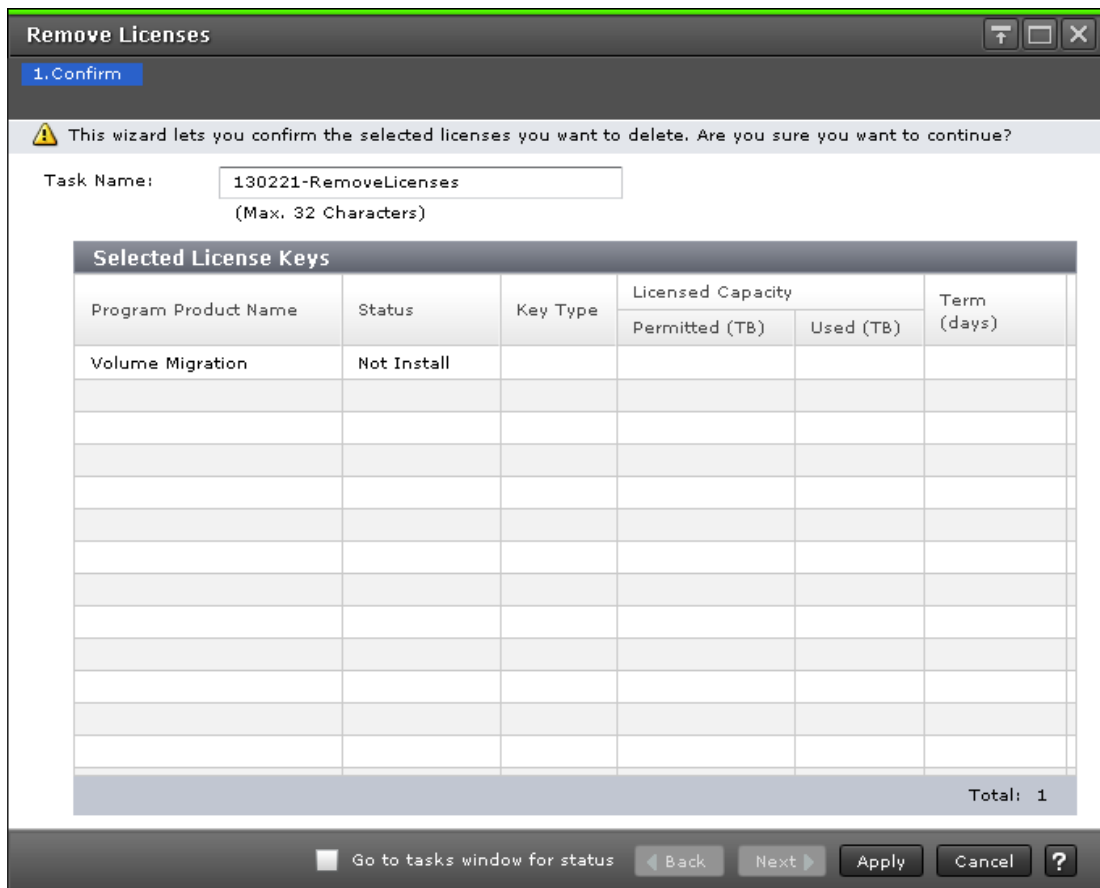 Remove Licenses
1.Confirm
This wizard lets you confirm the selected licenses you want to delete. Are you sure you want to continue?
Task Name: 130221-RemoveLicenses
(Max. 32 Characters)
Selected License Keys
Program Product Name Status Key Type Licensed Capacity Term (days)
Permitted (TB) Used (TB)
Volume Migration Not Install
Total: 1
Go to tasks window for status Back Next Apply Cancel ?